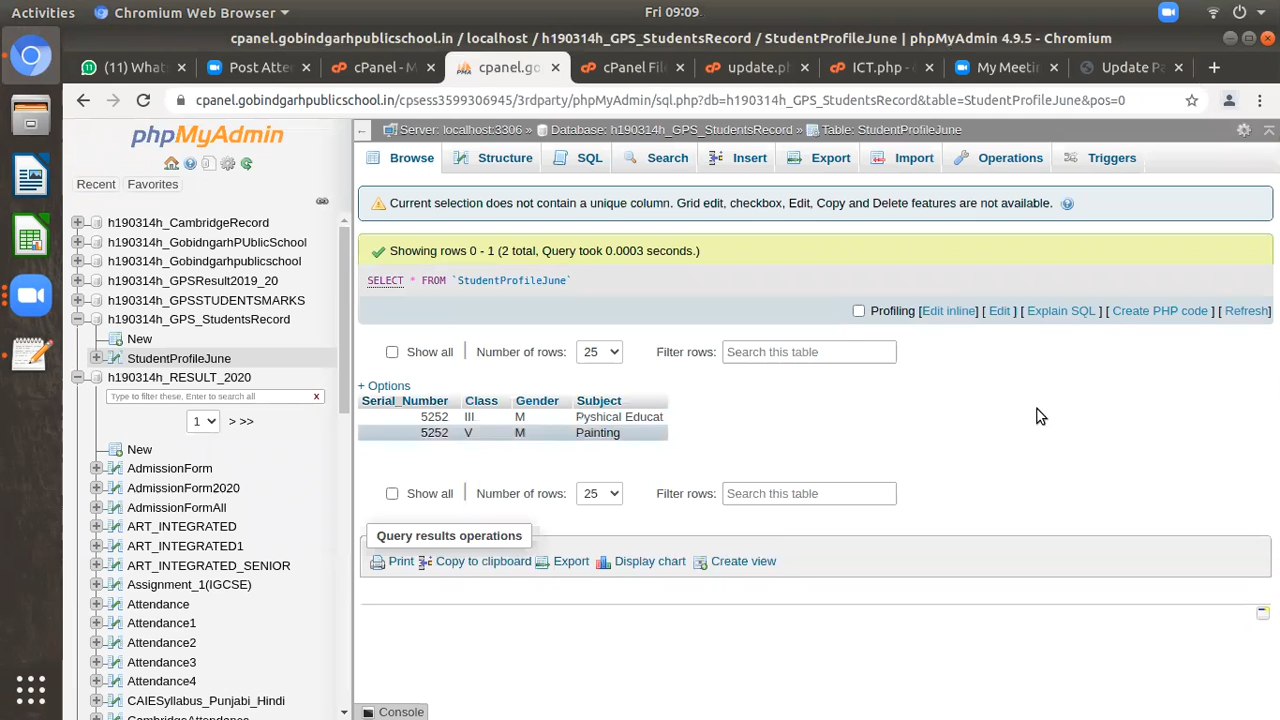 Activities Chromium Web Browser Fri 09:09
cpanel.gobindgarhpublicschool.in / localhost / h190314h_GPS_StudentsRecord / StudentProfileJune | phpMyAdmin 4.9.5 - Chromium
(11) What Post Atten cPanel - M cpanel.go cPanel File update.ph ICT.php - My Meeti Update Pa
cpanel.gobindgarhpublicschool.in/cpsess3599306945/3rdparty/phpMyAdmin/sql.php?db=h190314h_GPS_StudentsRecord&table=StudentProfileJune&pos=0
phpMyAdmin
Recent Favorites
h190314h_CambridgeRecord
h190314h_GobidngarhPUblicSchool
h190314h_Gobindgarhpublicschool
h190314h_GPSResult2019_20
h190314h_GPSSTUDENTSMARKS
h190314h_GPS_StudentsRecord
New
StudentProfileJune
h190314h_RESULT_2020
Type to filter these, Enter to search all X
1 > >>
New
AdmissionForm
AdmissionForm2020
AdmissionFormAll
ART_INTEGRATED
ART_INTEGRATED1
ART_INTEGRATED_SENIOR
Assignment_1(IGCSE)
Attendance
Attendance1
Attendance2
Attendance3
Attendance4
CAIESyllabus_Punjabi_Hindi
CambridgeAttendance
Server: localhost:3306 » Database: h190314h_GPS_StudentsRecord » Table: StudentProfileJune
Browse Structure SQL Search Insert Export Import Operations Triggers
Current selection does not contain a unique column. Grid edit, checkbox, Edit, Copy and Delete features are not available.
Showing rows 0 - 1 (2 total, Query took 0.0003 seconds.)
SELECT * FROM `StudentProfileJune`
Profiling [Edit inline] [ Edit ] [ Explain SQL ] [ Create PHP code ] [ Refresh]
Show all Number of rows: 25 Filter rows: Search this table
+ Options
Serial_Number Class Gender Subject
5252 III M Pyshical Educat
5252 V M Painting
Show all Number of rows: 25 Filter rows: Search this table
Query results operations
Print Copy to clipboard Export Display chart Create view
Console